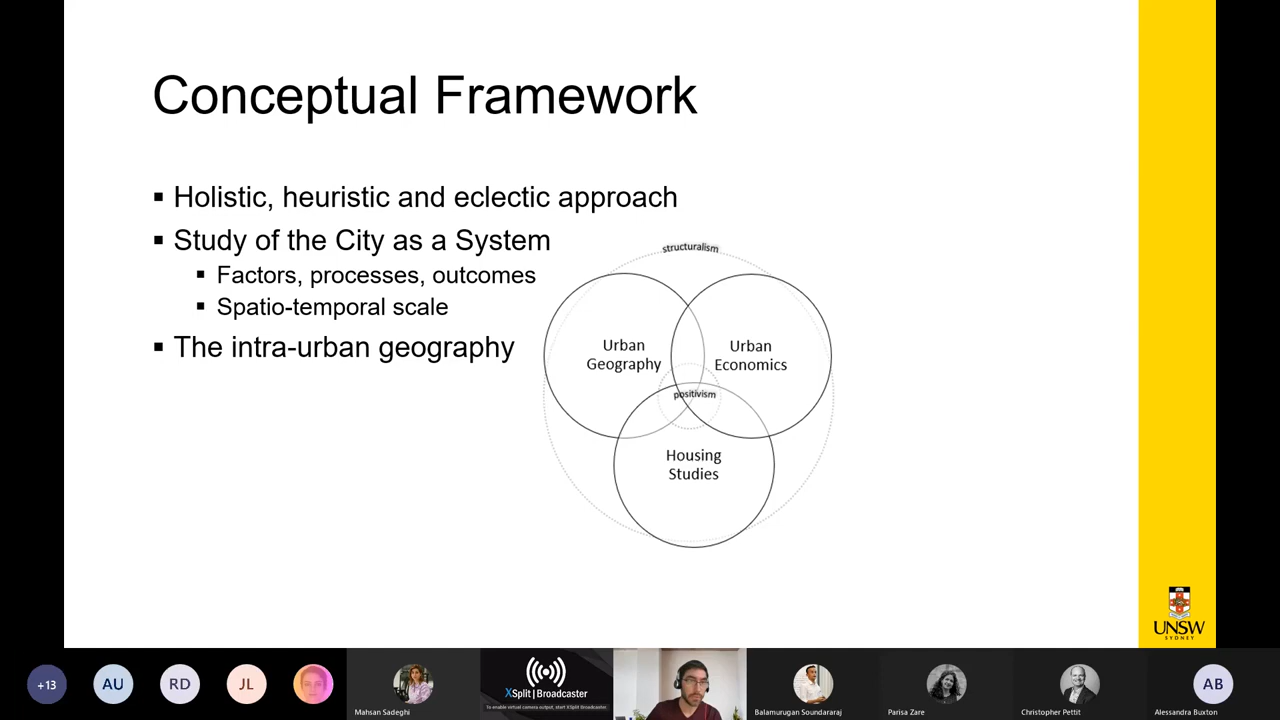 Conceptual Framework
▪ Holistic, heuristic and eclectic approach
▪ Study of the City as a System
▪ Factors, processes, outcomes
▪ Spatio-temporal scale
▪ The intra-urban geography
structuralism
Urban
Geography
Urban
Economics
positivism
Housing
Studies
UNSW
SYDNEY
+13
AU
RD
JL
Mahsan Sadeghi
XSplit | Broadcaster
To enable virtual camera output, start XSplit Broadcaster
Balamurugan Soundararaj
Parisa Zare
Christopher Pettit
AB
Alessandra Buxton